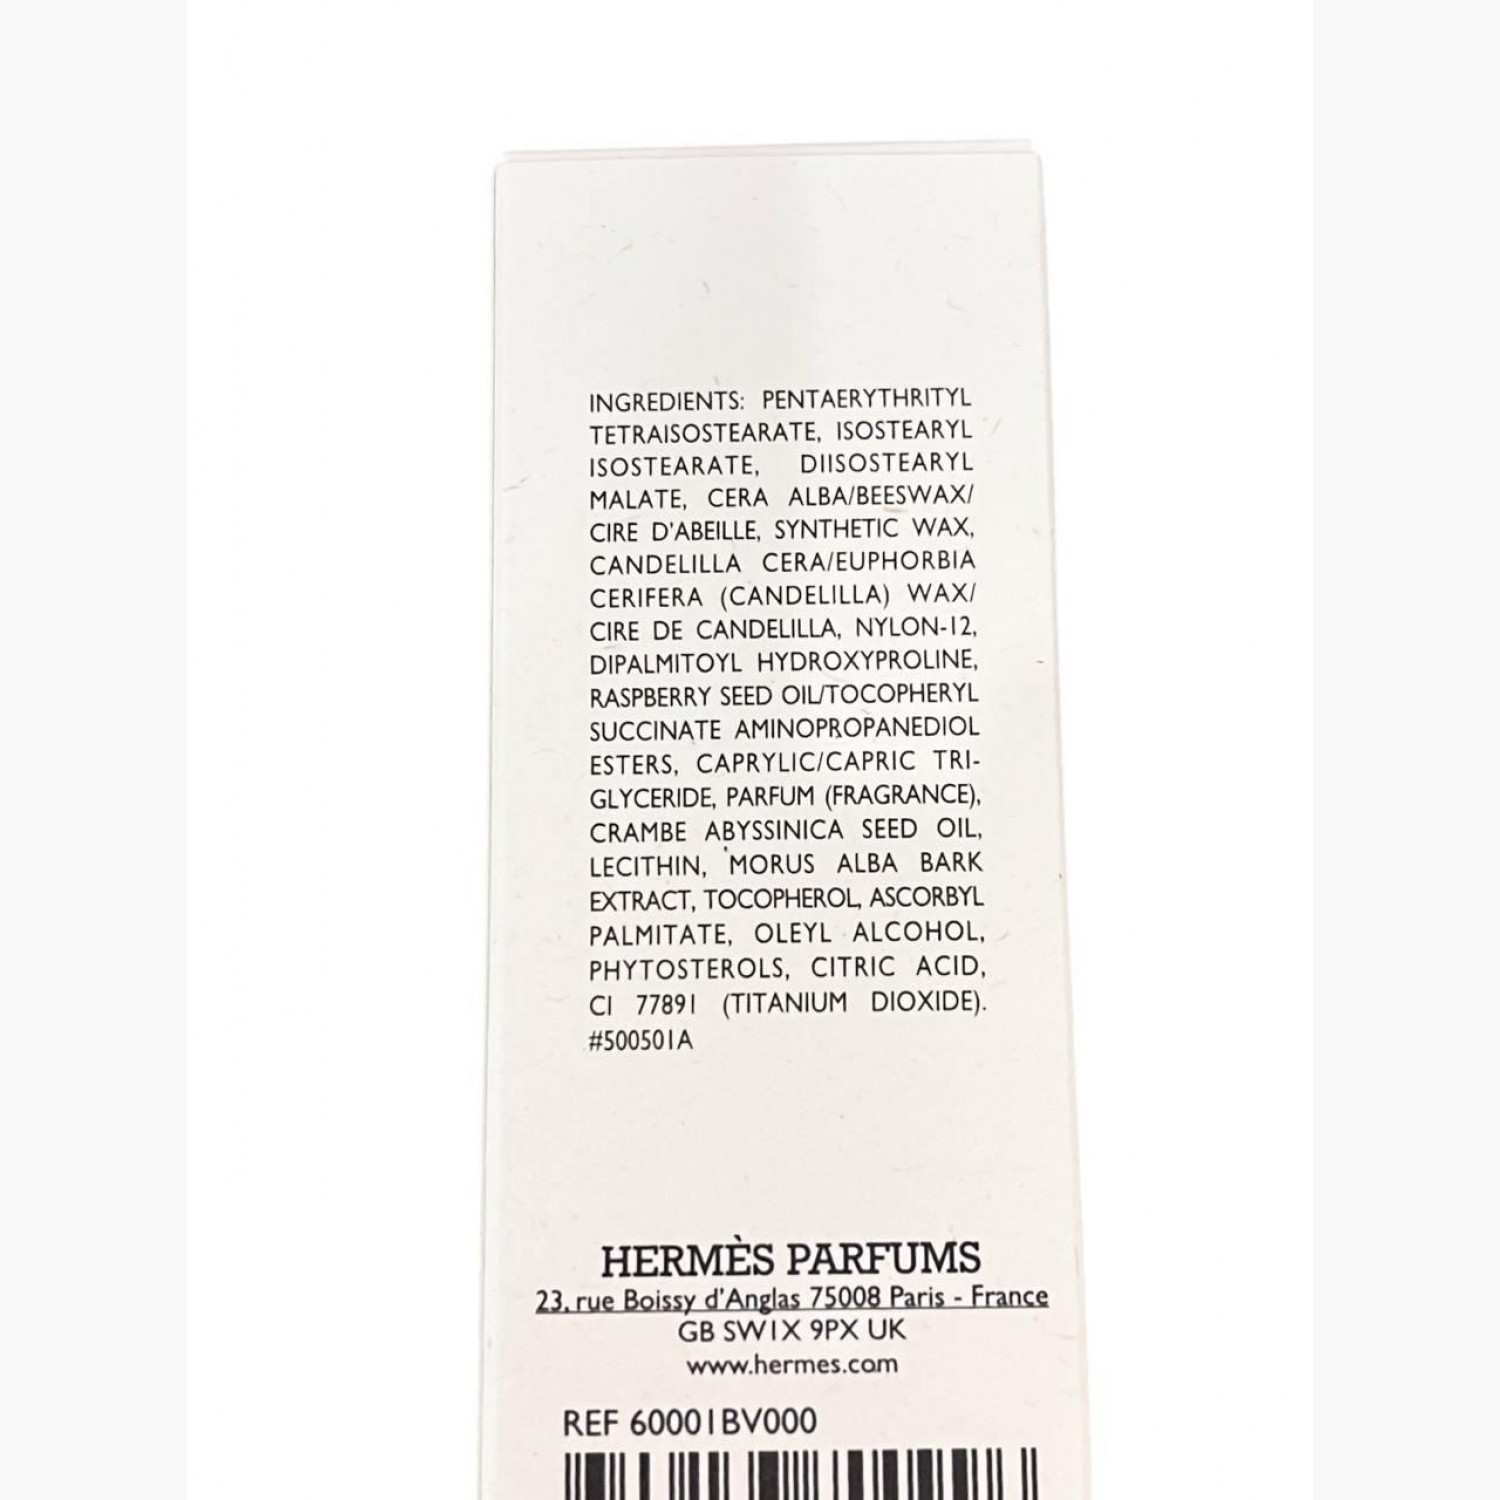 INGREDIENTS: PENTAERYTHRITYL
TETRAISOSTEARATE, ISOSTEARYL
ISOSTEARATE, DIISOSTEARYL
MALATE, CERA ALBA/BEESWAX/
CIRE D'ABEILLE, SYNTHETIC WAX,
CANDELILLA CERA/EUPHORBIA
CERIFERA (CANDELILLA) WAX/
CIRE DE CANDELILLA, NYLON-12,
DIPALMITOYL HYDROXYPROLINE,
RASPBERRY SEED OIL/TOCOPHERYL
SUCCINATE AMINOPROPANEDIOL
ESTERS, CAPRYLIC/CAPRIC TRI-
GLYCERIDE, PARFUM (FRAGRANCE),
CRAMBE ABYSSINICA SEED OIL,
LECITHIN, MORUS ALBA BARK
EXTRACT, TOCOPHEROL, ASCORBYL
PALMITATE, OLEYL ALCOHOL,
PHYTOSTEROLS, CITRIC ACID,
CI 77891 (TITANIUM DIOXIDE).
#500501A
HERMÈS PARFUMS
23, rue Boissy d'Anglas 75008 Paris - France
GB SW1X 9PX UK
www.hermes.com
REF 60001BV000